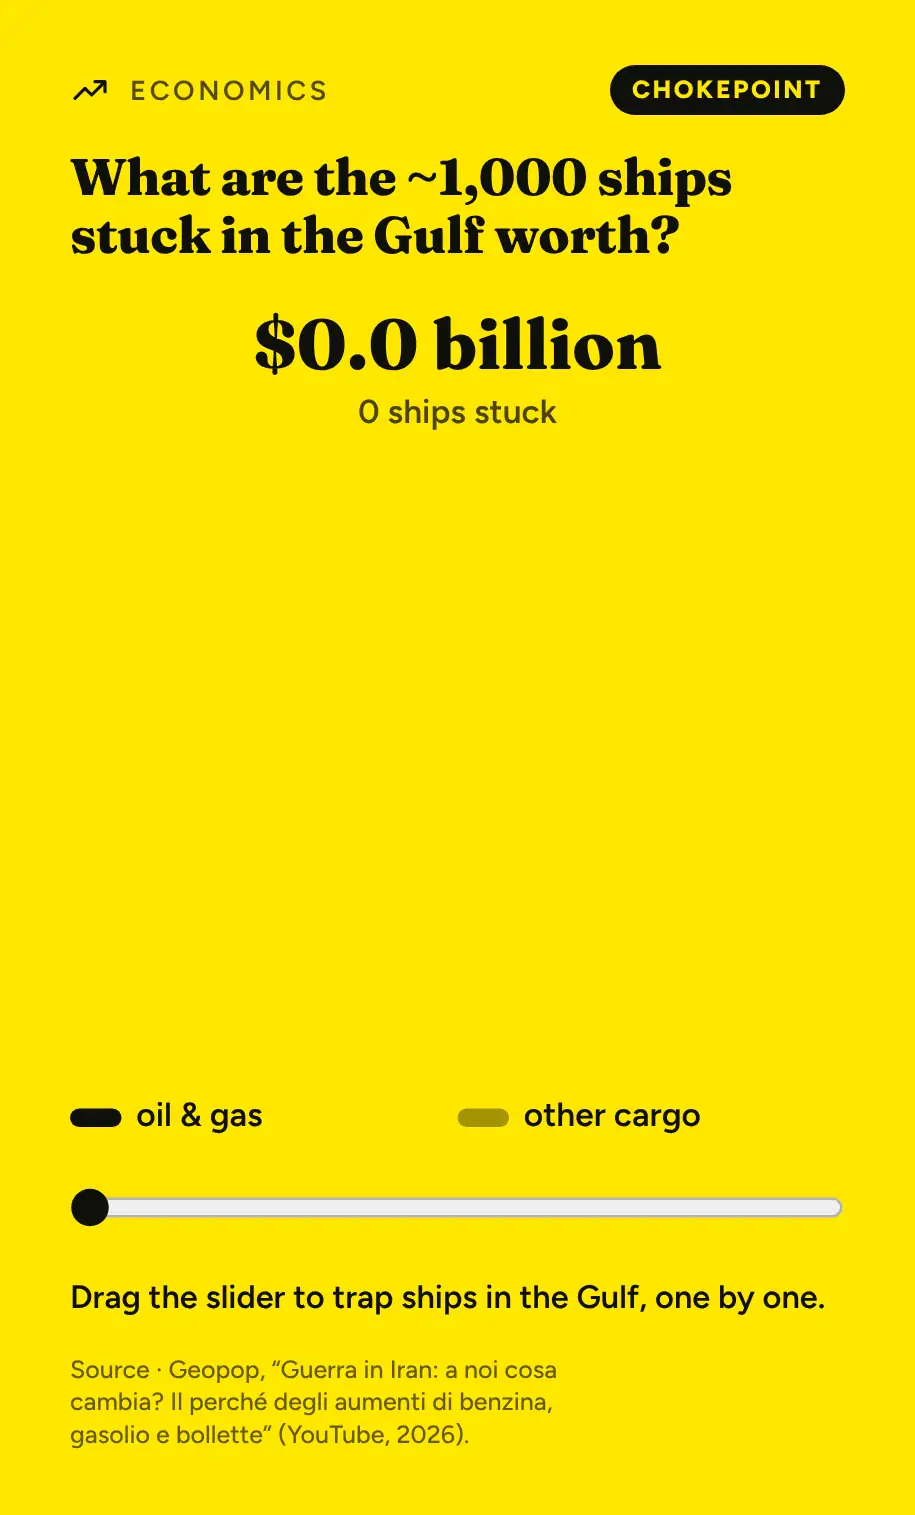 ECONOMICS
CHOKEPOINT
What are the ~1,000 ships
stuck in the Gulf worth?
$0.0 billion
0 ships stuck
oil & gas
other cargo
Drag the slider to trap ships in the Gulf, one by one.
Source · Geopop, “Guerra in Iran: a noi cosa
cambia? Il perché degli aumenti di benzina,
gasolio e bollette” (YouTube, 2026).